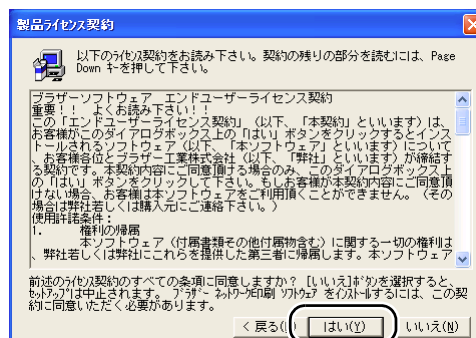 製品ライセンス契約
以下のﾗｲｾﾝｽ契約をお読み下さい。契約の残りの部分を読むには、Page
Down ｷｰを押して下さい。
ブラザーソフトウェア エンドユーザーライセンス契約
重要!! よくお読み下さい!!
この「エンドユーザーライセンス契約」(以下、「本契約」といいます)は、
お客様がこのダイアログボックス上の「はい」ボタンをクリックするとインス
トールされるソフトウェア(以下、「本ソフトウェア」といいます)について
、お客様各位とブラザー工業株式会社(以下、「弊社」といいます)が締結す
る契約です。本契約内容にご同意頂ける場合のみ、このダイアログボックス上
の「はい」ボタンをクリックして下さい。もしお客様が本契約内容にご同意頂
けない場合、お客様は本ソフトウェアをご利用頂くことができません。(その
場合は弊社若しくは購入元にご連絡下さい。)
使用許諾条件:
1. 権利の帰属
本ソフトウェア(付属書類その他付属物含む)に関する一切の権利は
、弊社若しくは弊社にこれらを提供した第三者に帰属します。本ソフトウェア
前述のﾗｲｾﾝｽ契約のすべての条項に同意しますか? [いいえ]ﾎﾞﾀﾝを選択すると、
ｾｯﾄｱｯﾌﾟは中止されます。 ﾌﾞﾗｻﾞｰ ﾈｯﾄﾜｰｸ印刷 ｿﾌﾄｳｪｱ をｲﾝｽﾄｰﾙするには、この契
約に同意いただく必要があります。
< 戻る( はい(Y) いいえ(N)